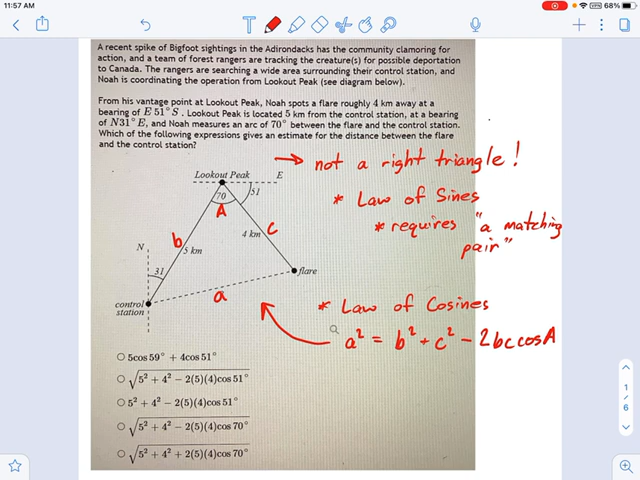 11:57 AM
VPN 68%
A recent spike of Bigfoot sightings in the Adirondacks has the community clamoring for
action, and a team of forest rangers are tracking the creature(s) for possible deportation
to Canada. The rangers are searching a wide area surrounding their control station, and
Noah is coordinating the operation from Lookout Peak (see diagram below).
From his vantage point at Lookout Peak, Noah spots a flare roughly 4 km away at a
bearing of E 51° S. Lookout Peak is located 5 km from the control station, at a bearing
of N31° E, and Noah measures an arc of 70° between the flare and the control station.
Which of the following expressions gives an estimate for the distance between the flare
and the control station?
→ not a right triangle!
Lookout Peak E
70 51
A
* Law of Sines
* requires "a matching
pair"
b
5 km
4 km
c
N
31
flare
a
control
station
* Law of Cosines
a² = b² + c² - 2bc cos A
5cos 59° + 4cos 51°
√5² + 4² − 2(5)(4)cos 51°
5² + 4² − 2(5)(4)cos 51°
√5² + 4² − 2(5)(4)cos 70°
√5² + 4² + 2(5)(4)cos 70°
1
/
6